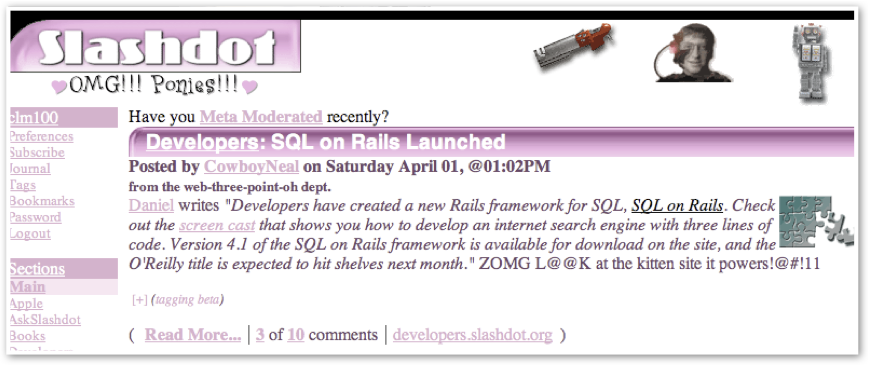 Slashdot
OMG!!! Ponies!!!
clm100
Preferences
Subscribe
Journal
Tags
Bookmarks
Password
Logout
Sections
Main
Apple
AskSlashdot
Books
Have you Meta Moderated recently?
Developers: SQL on Rails Launched
Posted by CowboyNeal on Saturday April 01, @01:02PM
from the web-three-point-oh dept.
Daniel writes "Developers have created a new Rails framework for SQL, SQL on Rails. Check
out the screen cast that shows you how to develop an internet search engine with three lines of
code. Version 4.1 of the SQL on Rails framework is available for download on the site, and the
O'Reilly title is expected to hit shelves next month." ZOMG L@@K at the kitten site it powers!@#!11
[+] (tagging beta)
( Read More... | 3 of 10 comments | developers.slashdot.org )